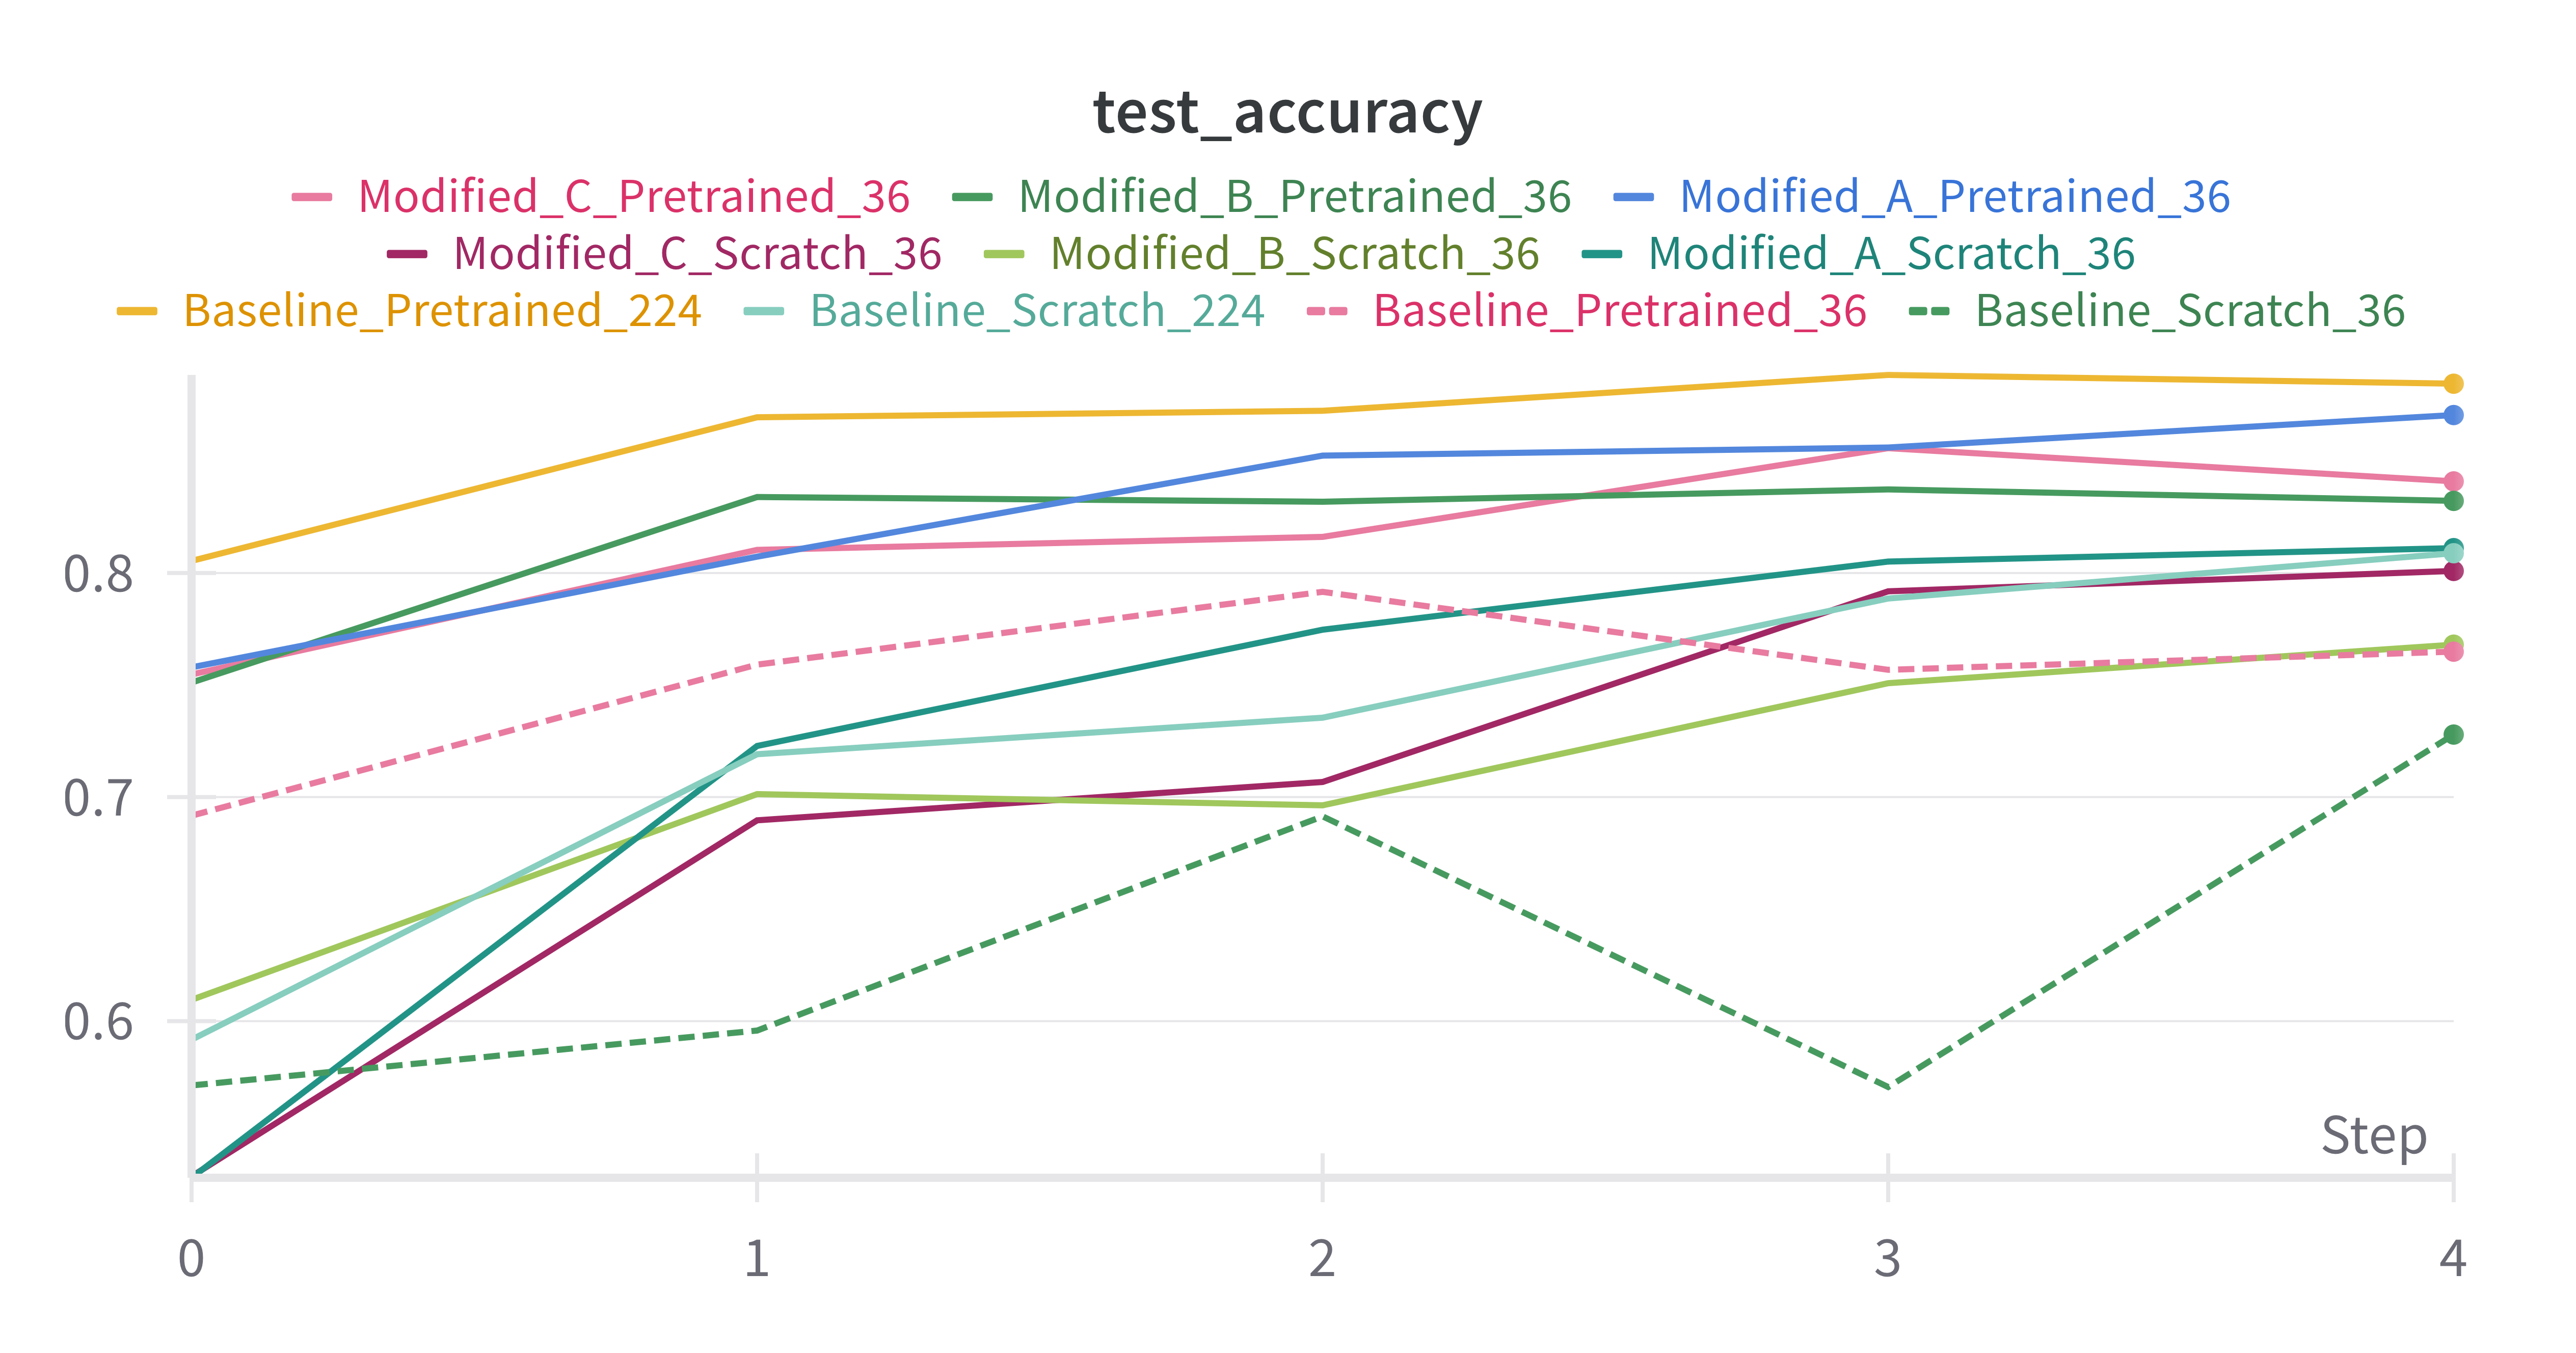 test_accuracy
Modified_C_Pretrained_36 Modified_B_Pretrained_36 Modified_A_Pretrained_36
Modified_C_Scratch_36 Modified_B_Scratch_36 Modified_A_Scratch_36
Baseline_Pretrained_224 Baseline_Scratch_224 Baseline_Pretrained_36 Baseline_Scratch_36
0.8
0.7
0.6
Step
0 1 2 3 4